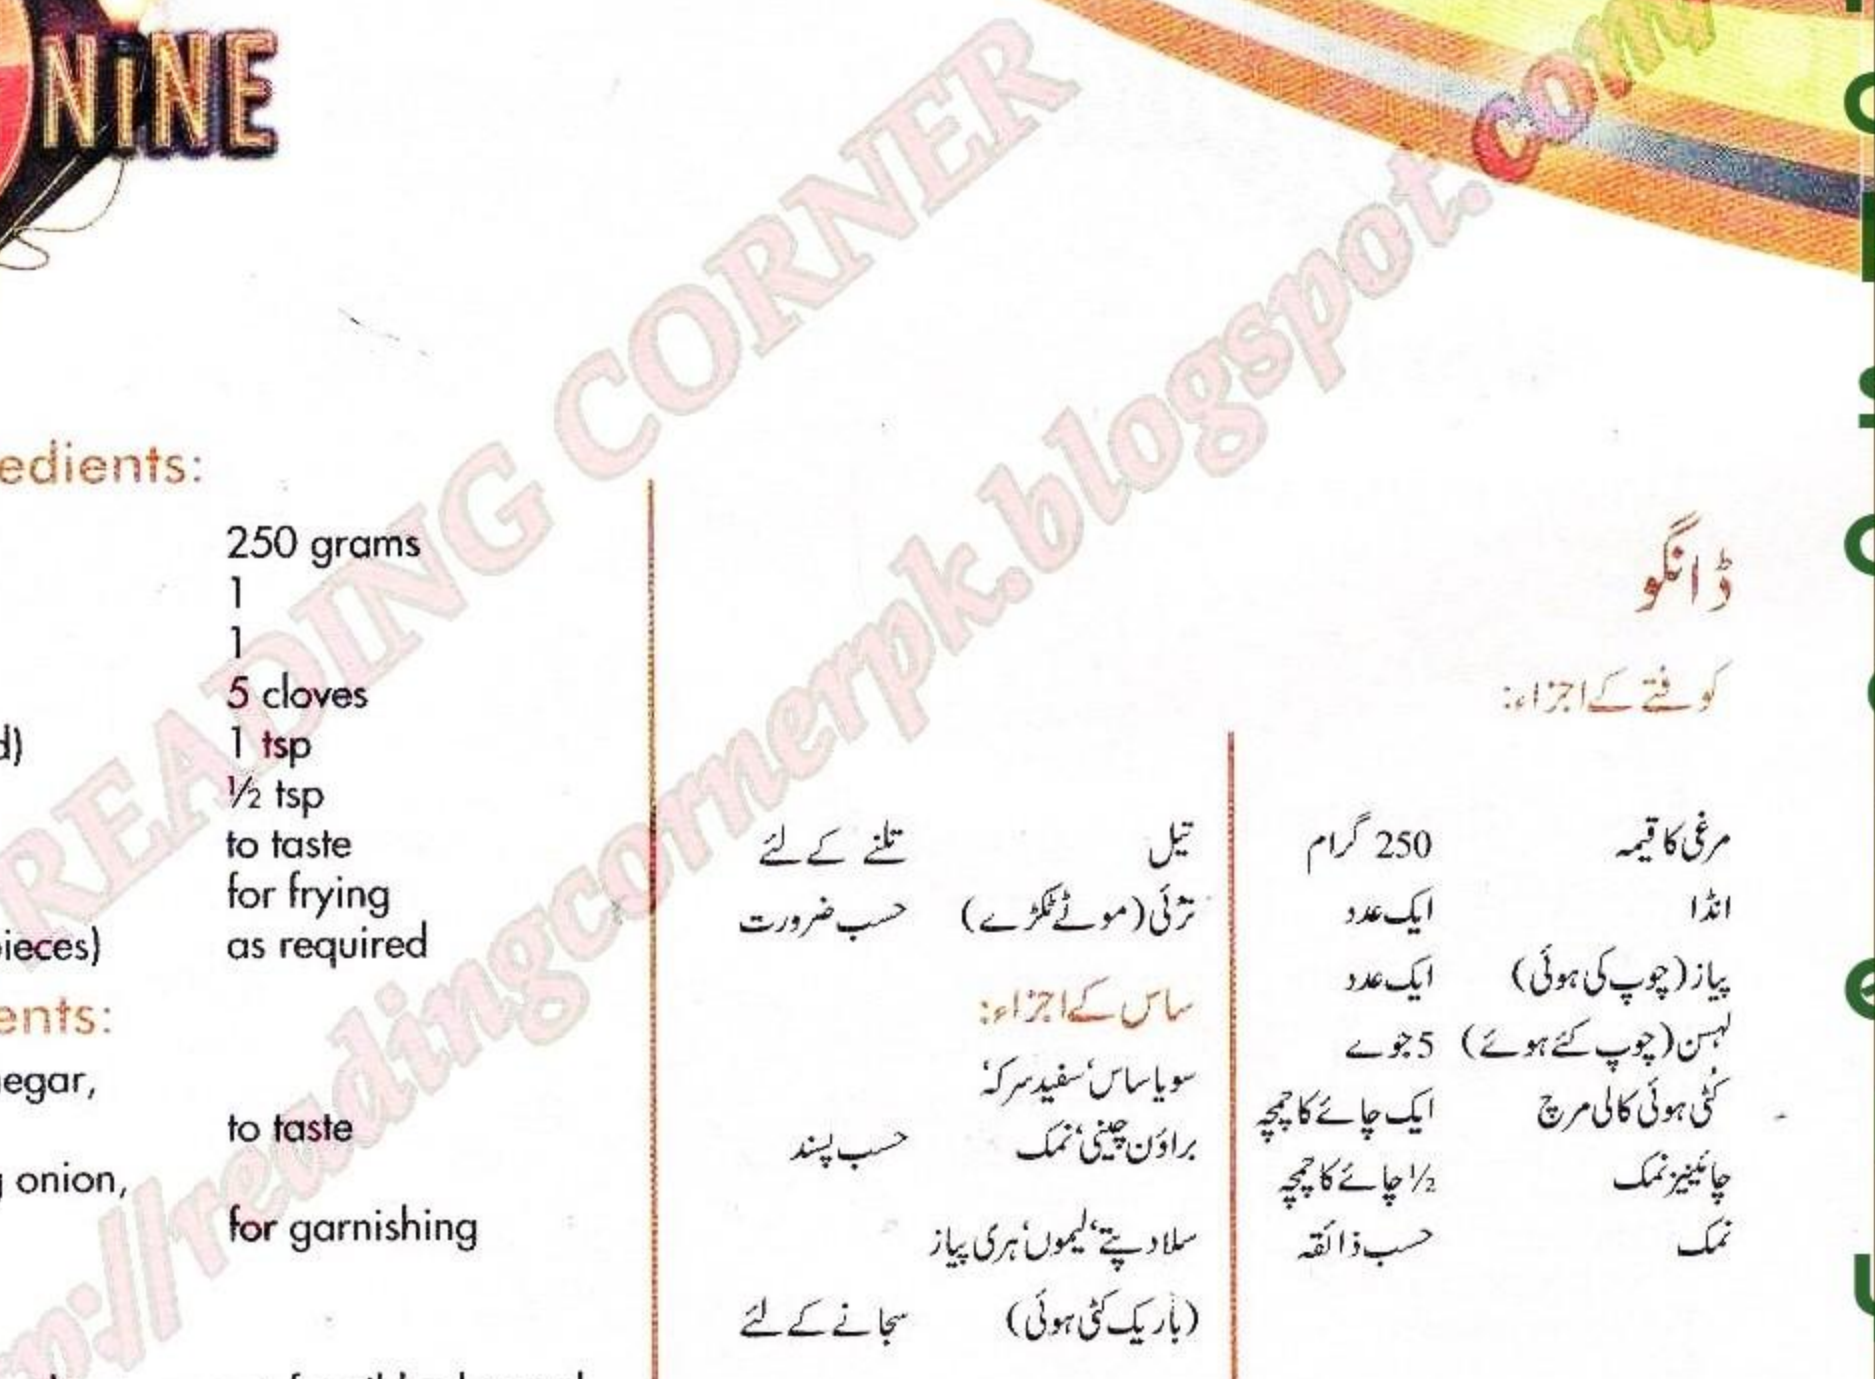 NiNE
READING CORNER
http://readingcornerpk.blogspot.com/
edients:
250 grams
1
1
5 cloves
d) 1 tsp
½ tsp
to taste
for frying
pieces) as required
ents:
negar,
to taste
g onion,
for garnishing
ڈانگو
کوفتے کے اجزاء:
مرغی کا قیمہ 250 گرام
انڈا ایک عدد
پیاز (چوپ کی ہوئی) ایک عدد
لہسن (چوپ کئے ہوئے) 5 جوے
کُٹی ہوئی کالی مرچ ایک چائے کا چمچہ
چائینیز نمک ½ چائے کا چمچہ
نمک حسب ذائقہ
تیل تلنے کے لئے
ترئی (موٹے ٹکڑے) حسب ضرورت
ساس کے اجزاء:
سویا ساس، سفید سرکہ،
براؤن چینی، نمک حسب پسند
سلاد پتے، لیموں، ہری پیاز
(باریک کٹی ہوئی) سجانے کے لئے